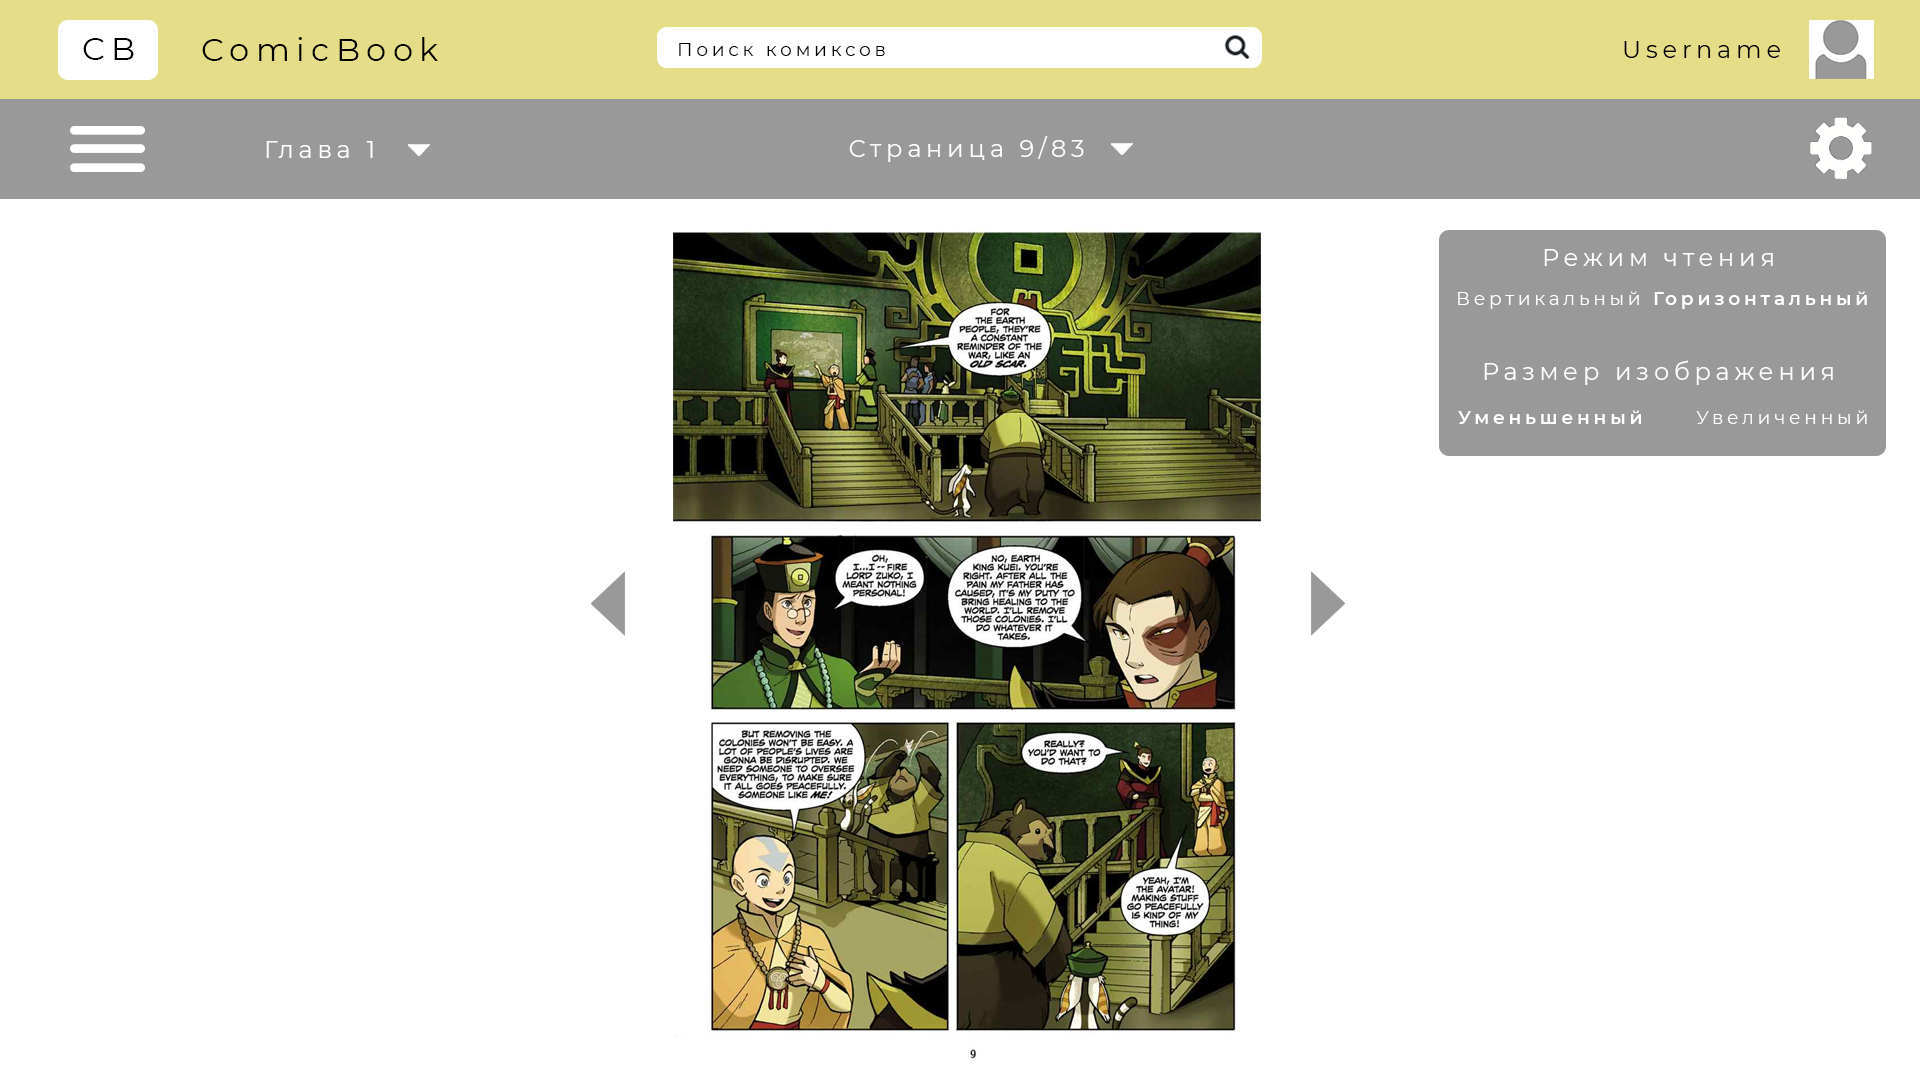 CB
ComicBook
Поиск комиксов
Username
Глава 1
Страница 9/83
Режим чтения
Вертикальный Горизонтальный
Размер изображения
Уменьшенный Увеличенный
FOR
THE EARTH
PEOPLE, THEY'RE
A CONSTANT
REMINDER OF THE
WAR, LIKE AN
OLD SCAR.
OH,
I...I -- FIRE
LORD ZUKO, I
MEANT NOTHING
PERSONAL!
NO, EARTH
KING KUEI. YOU'RE
RIGHT. AFTER ALL THE
PAIN MY FATHER HAS
CAUSED, IT'S MY DUTY TO
BRING HEALING TO THE
WORLD. I'LL REMOVE
THOSE COLONIES. I'LL
DO WHATEVER IT
TAKES.
BUT REMOVING THE
COLONIES WON'T BE EASY. A
LOT OF PEOPLE'S LIVES ARE
GONNA BE DISRUPTED. WE
NEED SOMEONE TO OVERSEE
EVERYTHING, TO MAKE SURE
IT ALL GOES PEACEFULLY.
SOMEONE LIKE ME!
REALLY?
YOU'D WANT TO
DO THAT?
YEAH, I'M
THE AVATAR!
MAKING STUFF
GO PEACEFULLY
IS KIND OF MY
THING!
9